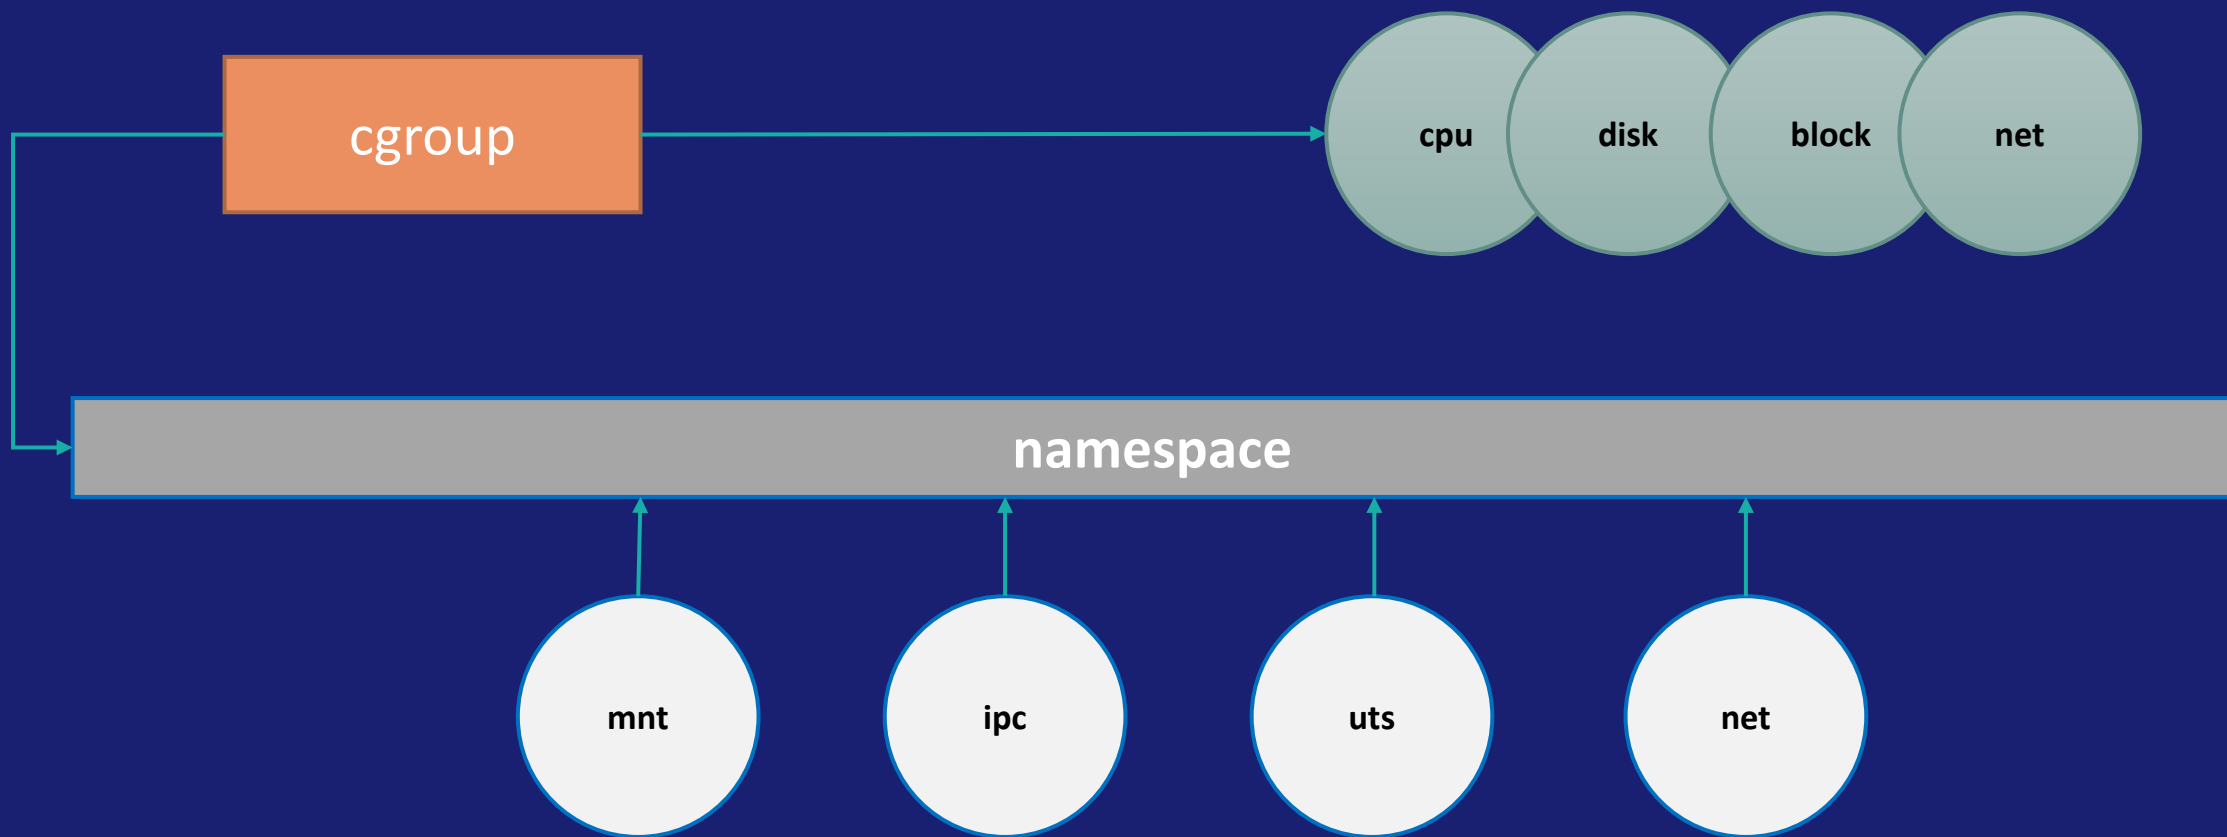 cgroup
cpu
disk
block
net
namespace
mnt
ipc
uts
net